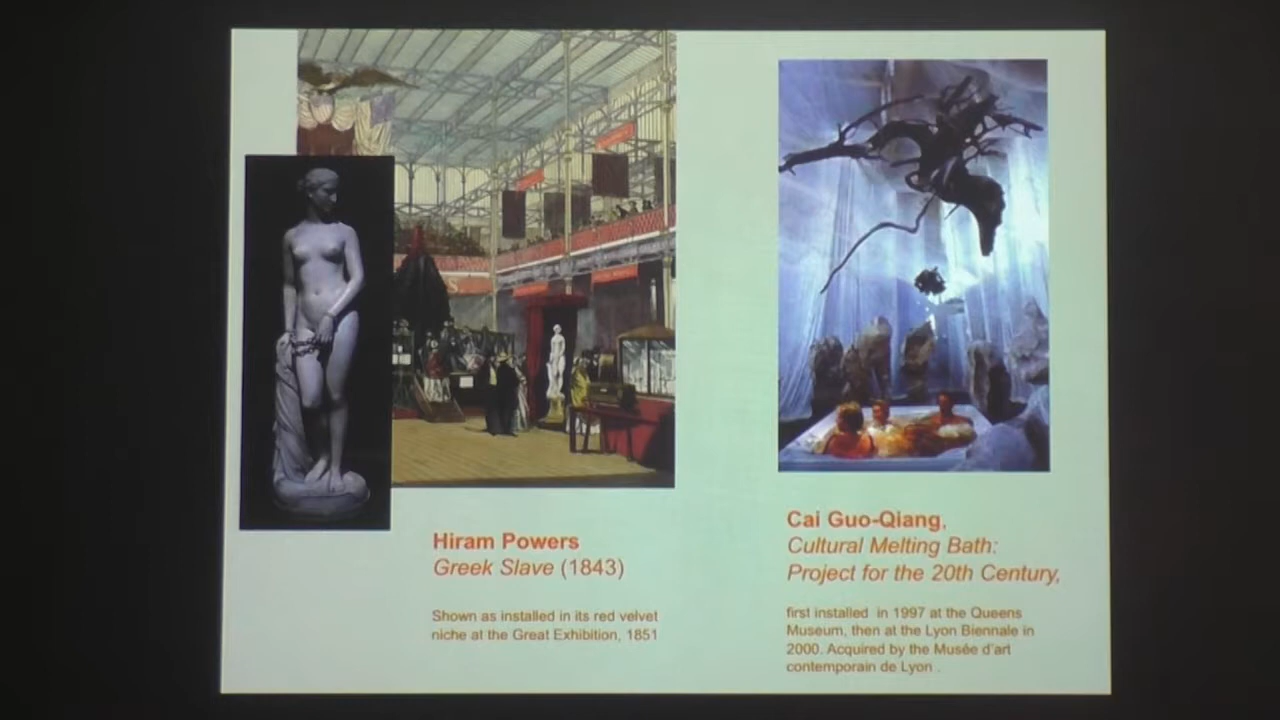 Hiram Powers
Greek Slave (1843)
Shown as installed in its red velvet
niche at the Great Exhibition, 1851
Cai Guo-Qiang,
Cultural Melting Bath:
Project for the 20th Century,
first installed in 1997 at the Queens
Museum, then at the Lyon Biennale in
2000. Acquired by the Musée d'art
contemporain de Lyon .